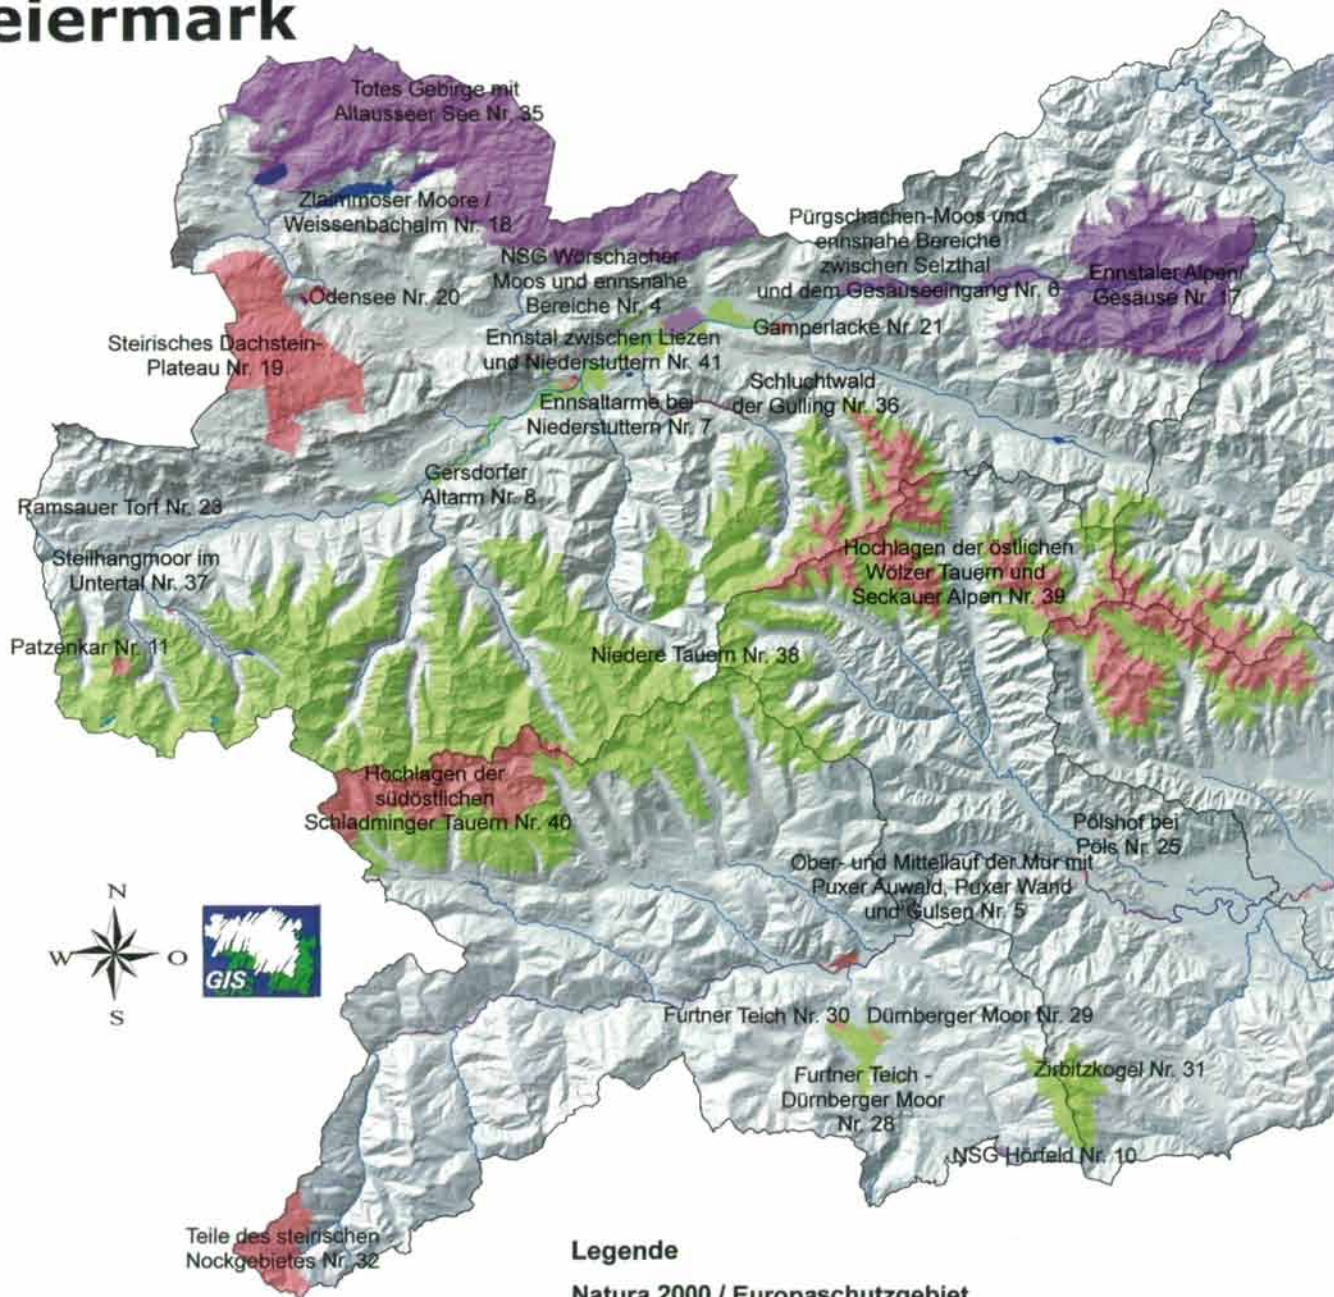 eiermark
Totes Gebirge mit
Altausseer See Nr. 35
Zlaimmöser Moore /
Weissenbachalm Nr. 18
Pürgschachen-Moos und
ennsnahe Bereiche
zwischen Selzthal
und dem Gesäuseeingang Nr. 6
NSG Wörschacher
Moos und ennsnahe
Bereiche Nr. 4
Ennstaler Alpen/
Gesäuse Nr. 17
Ödensee Nr. 20
Gamperlacke Nr. 21
Steirisches Dachstein-
Plateau Nr. 19
Ennstal zwischen Liezen
und Niederstuttern Nr. 41
Schluchtwald
der Gulling Nr. 36
Ennsaltarme bei
Niederstuttern Nr. 7
Gersdorfer
Altarm Nr. 8
Ramsauer Torf Nr. 23
Steilhangmoor im
Untertal Nr. 37
Hochlagen der östlichen
Wölzer Tauern und
Seckauer Alpen Nr. 39
Patzenkar Nr. 11
Niedere Tauern Nr. 38
Hochlagen der
südöstlichen
Schladminger Tauern Nr. 40
Pölshof bei
Pöls Nr. 25
Ober- und Mittellauf der Mur mit
Puxer Auwald, Puxer Wand
und Gulsen Nr. 5
N
W
O
S
GIS
Furtner Teich Nr. 30
Dürnberger Moor Nr. 29
Furtner Teich -
Dürnberger Moor
Nr. 28
Zirbitzkogel Nr. 31
NSG Hörfeld Nr. 10
Teile des steirischen
Nockgebietes Nr. 32
Legende
Natura 2000 / Europaschutzgebiet